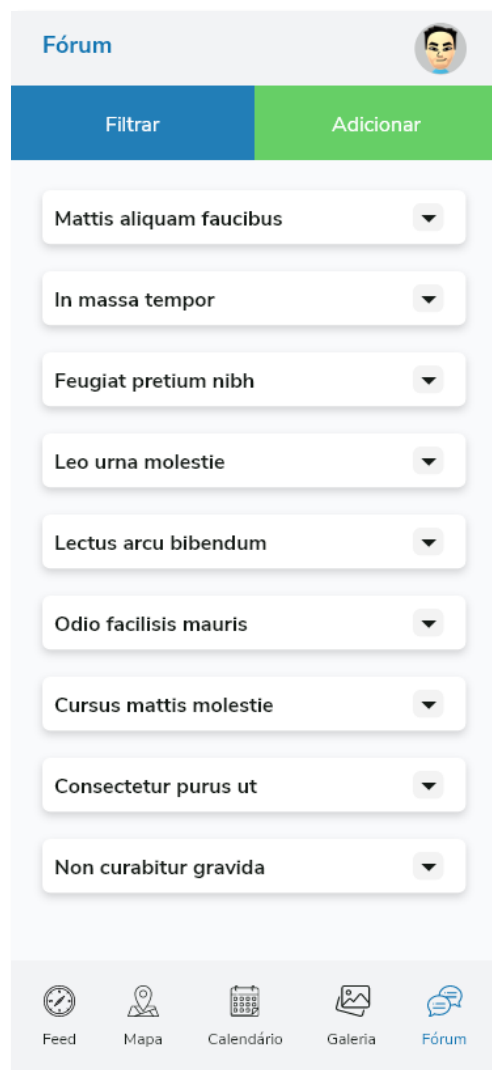 Fórum
Filtrar
Adicionar
Mattis aliquam faucibus
In massa tempor
Feugiat pretium nibh
Leo urna molestie
Lectus arcu bibendum
Odio facilisis mauris
Cursus mattis molestie
Consectetur purus ut
Non curabitur gravida
Feed
Mapa
Calendário
Galeria
Fórum